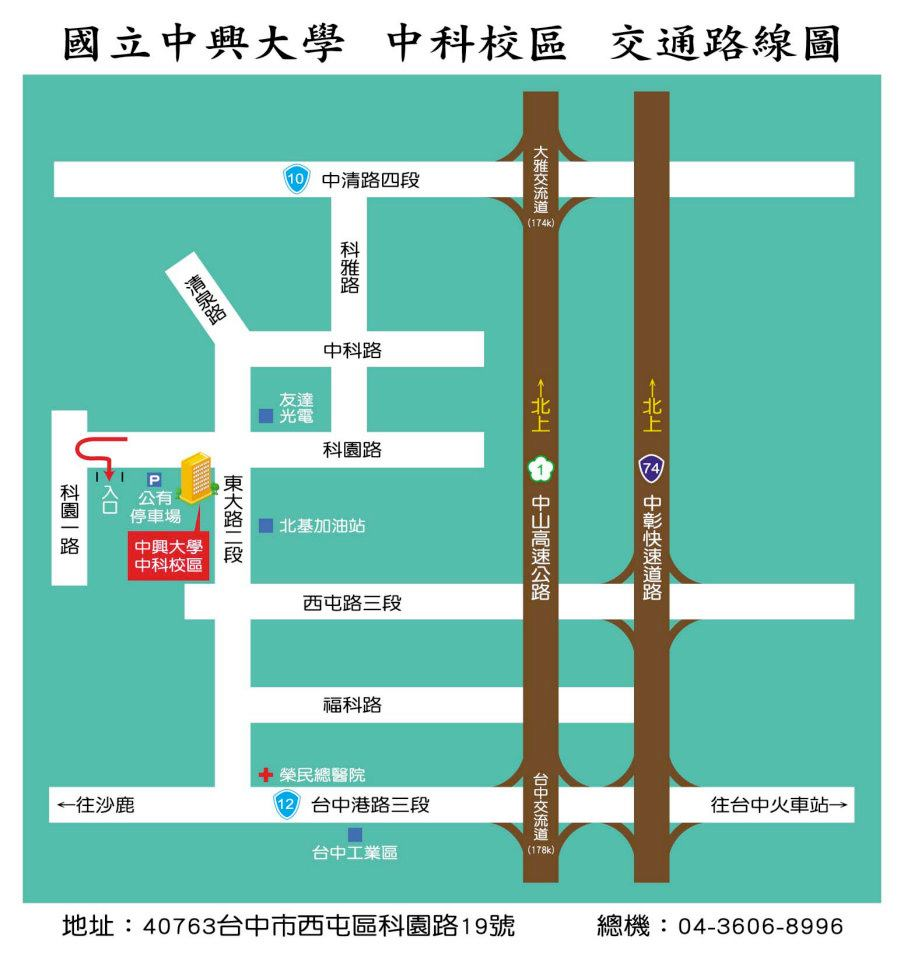 國立中興大學 中科校區 交通路線圖
大雅交流道
(174k)
10 中清路四段
科雅路
清泉路
中科路
友達
光電
←北上
←北上
科園路
1
74
科園一路
入口
P
公有
停車場
東大路二段
中山高速公路
中彰快速道路
北基加油站
中興大學
中科校區
西屯路三段
福科路
榮民總醫院
台中交流道
(178k)
←往沙鹿
12 台中港路三段
往台中火車站→
台中工業區
地址：40763台中市西屯區科園路19號 總機：04-3606-8996